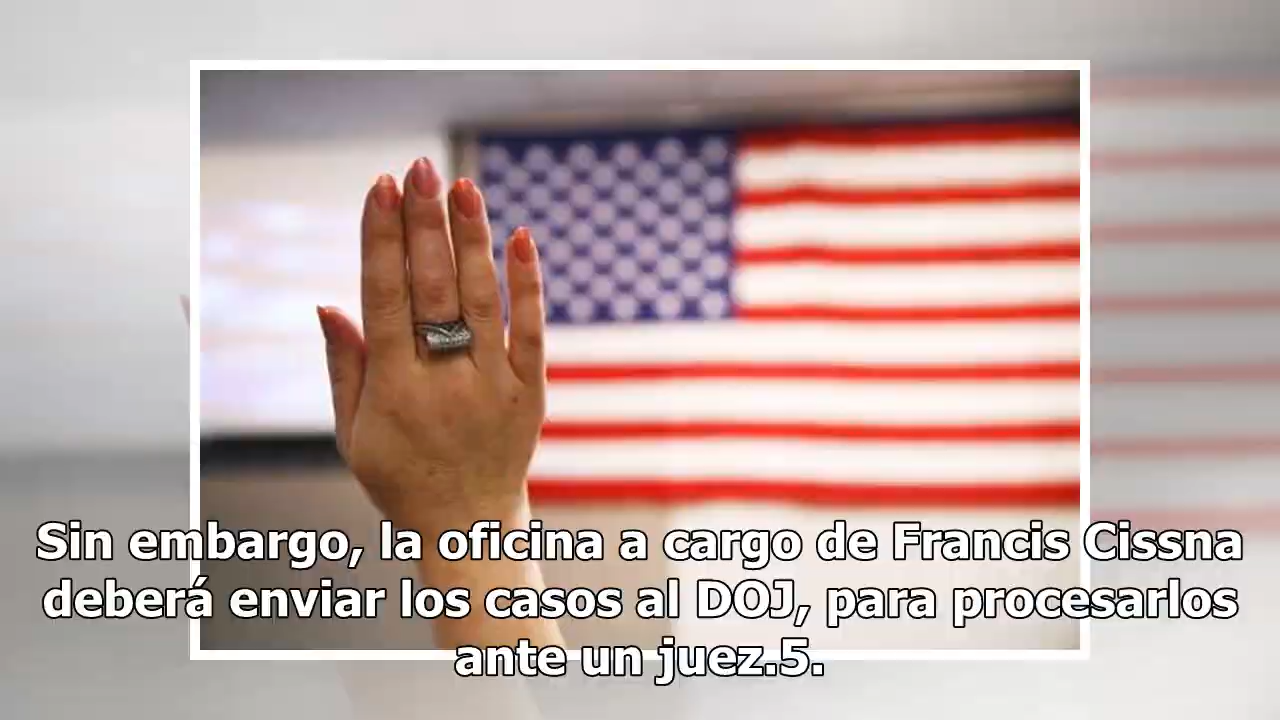 Sin embargo, la oficina a cargo de Francis Cissna
deberá enviar los casos al DOJ, para procesarlos
ante un juez.5.